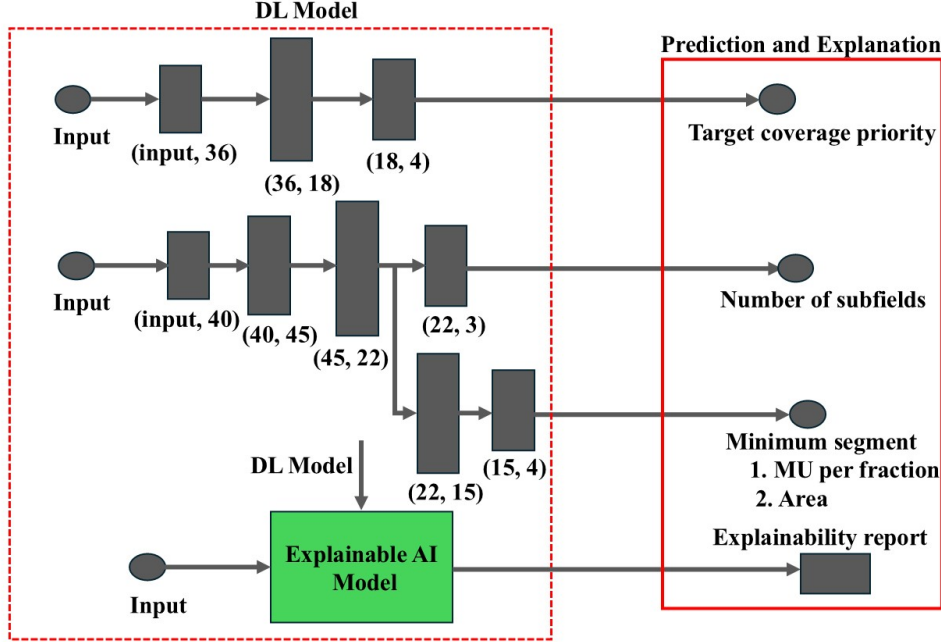 DL Model
Prediction and Explanation
Input
(input, 36)
(36, 18)
(18, 4)
Target coverage priority
Input
(input, 40)
(40, 45)
(45, 22)
(22, 3)
Number of subfields
(22, 15)
(15, 4)
Minimum segment
1. MU per fraction
2. Area
DL Model
Input
Explainable AI
Model
Explainability report